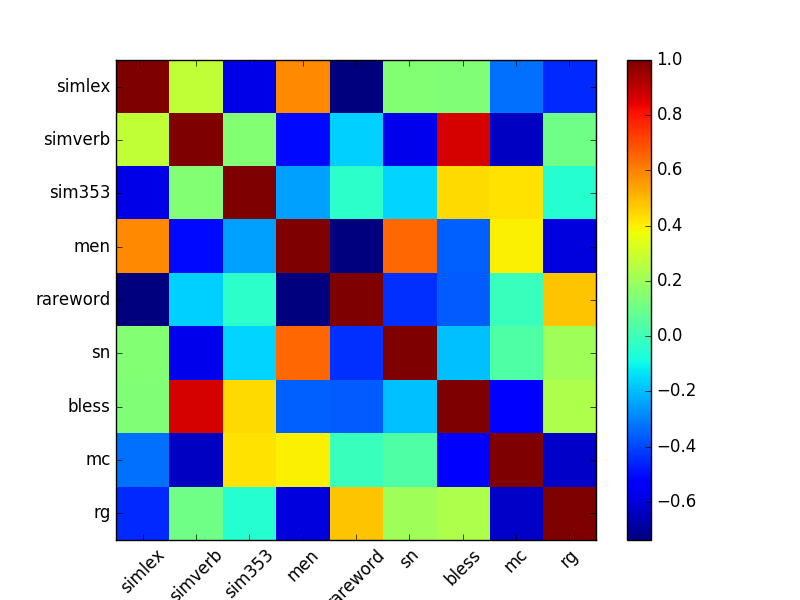 simlex
simverb
sim353
men
rareword
sn
bless
mc
rg
simlex
simverb
sim353
men
rareword
sn
bless
mc
rg
1.0
0.8
0.6
0.4
0.2
0.0
−0.2
−0.4
−0.6